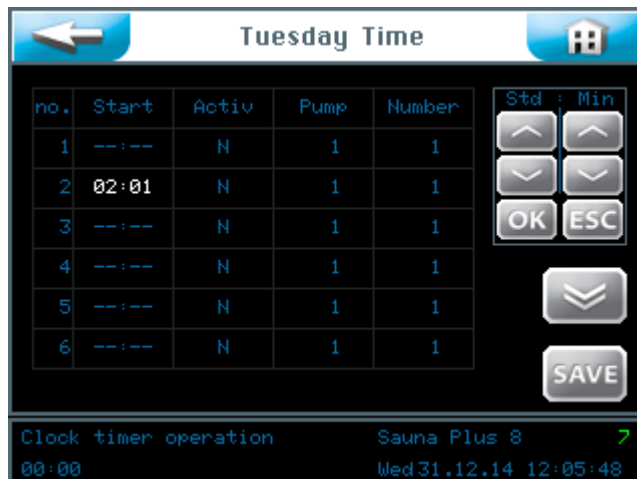 Tuesday Time
no. Start Activ Pump Number
1 --:-- N 1 1
2 02:01 N 1 1
3 --:-- N 1 1
4 --:-- N 1 1
5 --:-- N 1 1
6 --:-- N 1 1
Std : Min
OK ESC
SAVE
Clock timer operation Sauna Plus 8 7
00:00 Wed 31.12.14 12:05:48